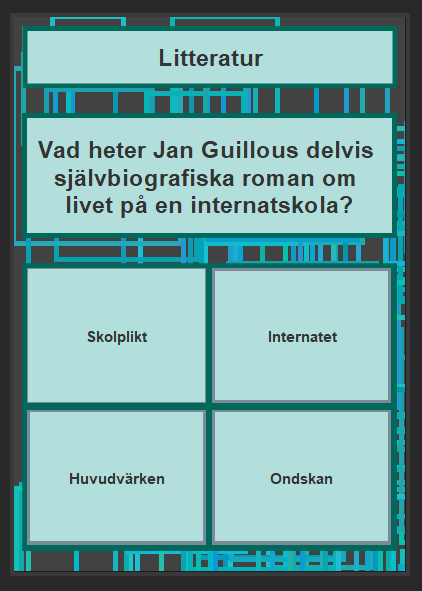 Litteratur
Vad heter Jan Guillous delvis
självbiografiska roman om
livet på en internatskola?
Skolplikt
Internatet
Huvudvärken
Ondskan